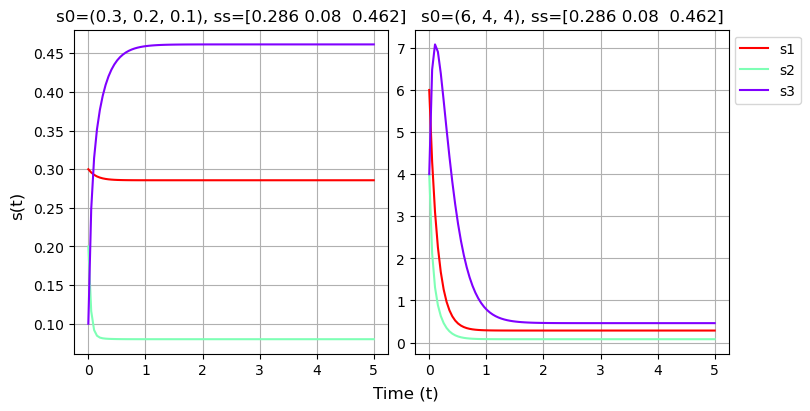 s0=(0.3, 0.2, 0.1), ss=[0.286 0.08  0.462]
s0=(6, 4, 4), ss=[0.286 0.08  0.462]
0.45
0.40
0.35
0.30
0.25
0.20
0.15
0.10
s(t)
0 1 2 3 4 5
7
6
5
4
3
2
1
0
0 1 2 3 4 5
s1
s2
s3
Time (t)